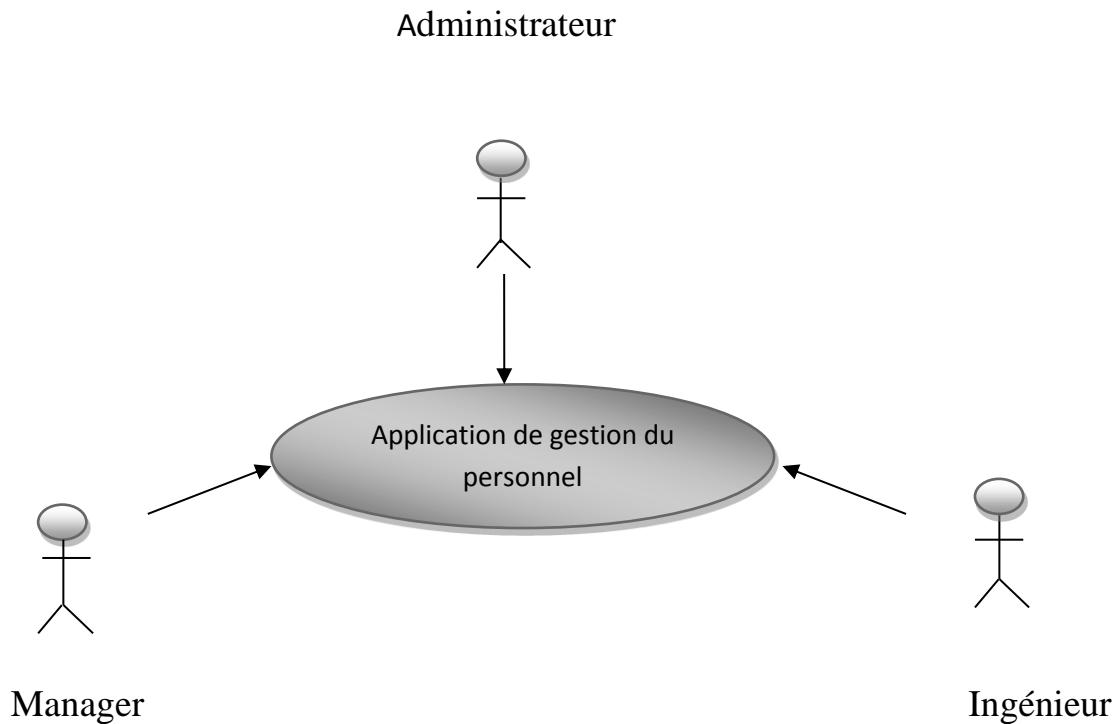 Administrateur
Application de gestion du
personnel
Manager
Ingénieur